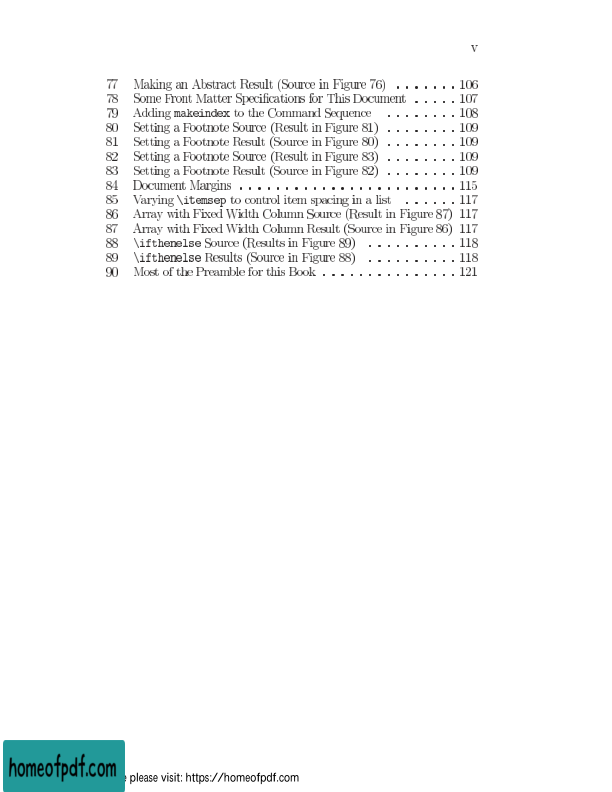 v
77 Making an Abstract Result (Source in Figure 76) . . . . . . . 106
78 Some Front Matter Specifications for This Document . . . . . 107
79 Adding makeindex to the Command Sequence . . . . . . . . 108
80 Setting a Footnote Source (Result in Figure 81) . . . . . . . . 109
81 Setting a Footnote Result (Source in Figure 80) . . . . . . . . 109
82 Setting a Footnote Source (Result in Figure 83) . . . . . . . . 109
83 Setting a Footnote Result (Source in Figure 82) . . . . . . . . 109
84 Document Margins . . . . . . . . . . . . . . . . . . . . . . . . 115
85 Varying \itemsep to control item spacing in a list . . . . . . 117
86 Array with Fixed Width Column Source (Result in Figure 87) 117
87 Array with Fixed Width Column Result (Source in Figure 86) 117
88 \ifthenelse Source (Results in Figure 89) . . . . . . . . . . 118
89 \ifthenelse Results (Source in Figure 88) . . . . . . . . . . 118
90 Most of the Preamble for this Book . . . . . . . . . . . . . . . 121
homeofpdf.com
please visit: https://homeofpdf.com